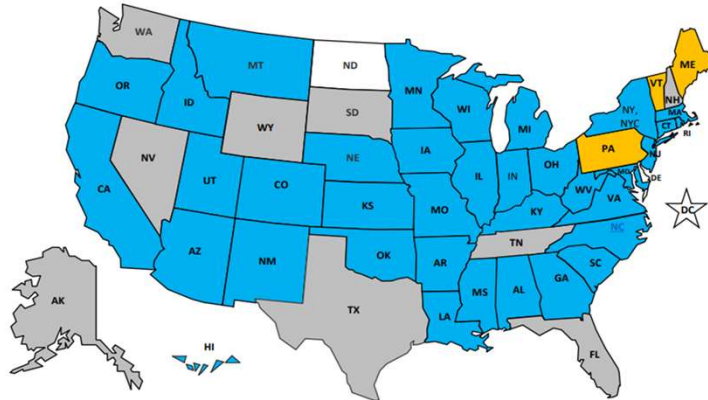 WA
MT
ND
MN
VT
ME
OR
ID
SD
WI
NY,
NYC
NH
MA
WY
MI
CT
RI
NV
NE
IA
PA
NJ
CA
UT
CO
IL
IN
OH
MD
DE
KS
MO
WV
VA
KY
DC
AZ
NM
OK
AR
TN
NC
SC
TX
LA
MS
AL
GA
AK
HI
FL